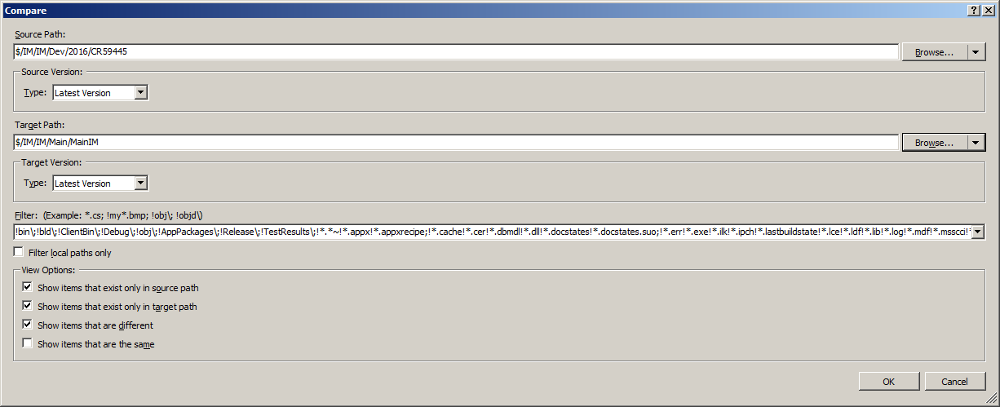 Compare
Source Path:
$/IM/IM/Dev/2016/CR59445
Browse...
Source Version:
Type: Latest Version
Target Path:
$/IM/IM/Main/MainIM
Browse...
Target Version:
Type: Latest Version
Filter: (Example: *.cs; !my*.bmp; !obj\; !objd\)
!bin\;!bld\;!ClientBin\;!Debug\;!obj\;!AppPackages\;!Release\;!TestResults\;!*.*~!*.appx!*.appxrecipe;!*.cache!*.cer!*.dbmdl!*.dll!*.docstates!*.docstates.suo;!*.err!*.exe!*.ilk!*.ipch!*.lastbuildstate!*.lce!*.ldf!*.lib!*.log!*.mdf!*.msscci!
Filter local paths only
View Options:
Show items that exist only in source path
Show items that exist only in target path
Show items that are different
Show items that are the same
OK Cancel